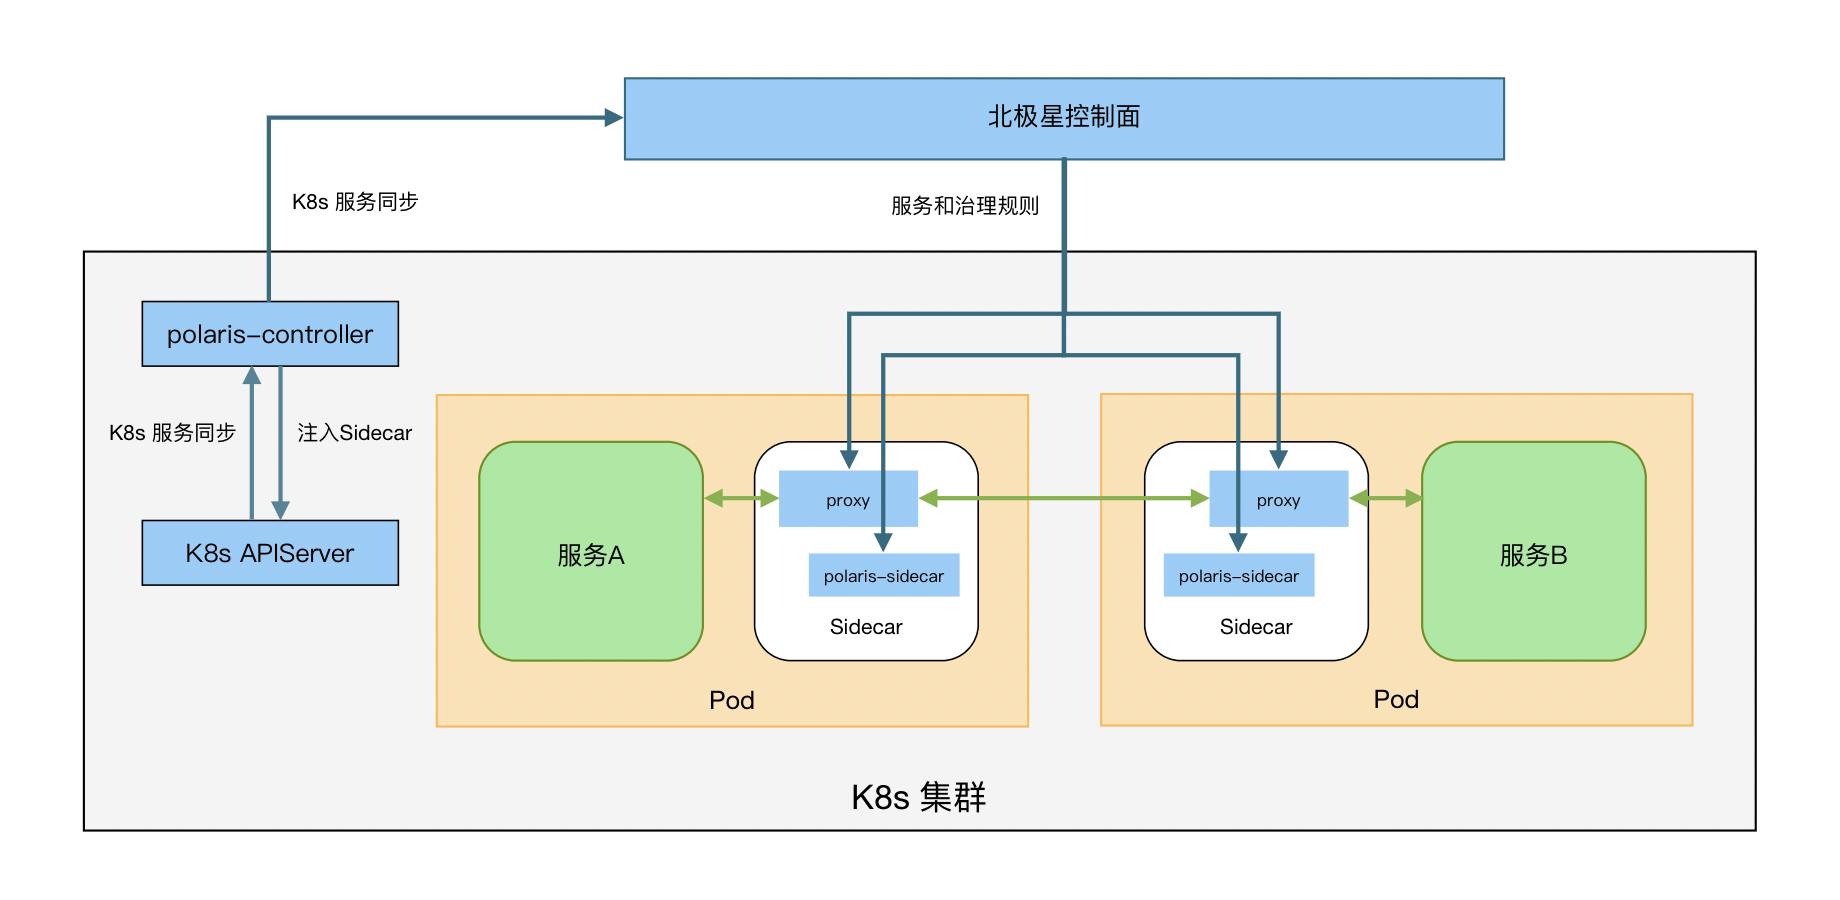 北极星控制面
K8s 服务同步
服务和治理规则
polaris-controller
K8s 服务同步
注入Sidecar
K8s APIServer
服务A
proxy
polaris-sidecar
Sidecar
Pod
proxy
polaris-sidecar
Sidecar
服务B
Pod
K8s 集群